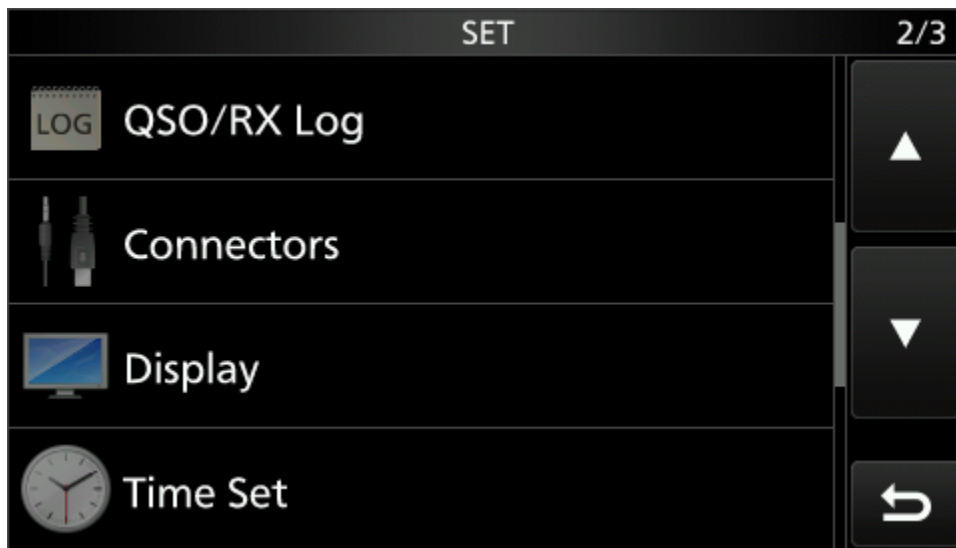 SET 2/3
LOG QSO/RX Log
Connectors
Display
Time Set